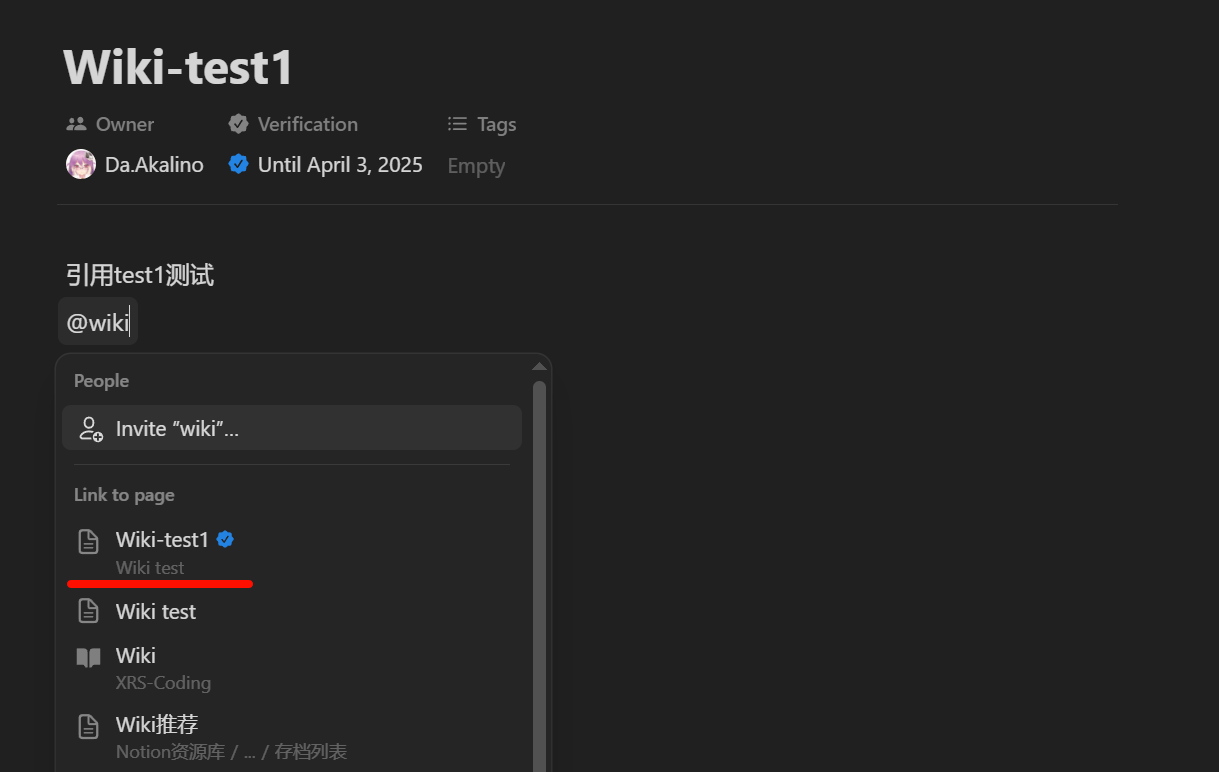 Wiki-test1
Owner Verification Tags
Da.Akalino Until April 3, 2025 Empty
引用test1测试
@wiki
People
Invite "wiki"...
Link to page
Wiki-test1
Wiki test
Wiki test
Wiki
XRS-Coding
Wiki推荐
Notion资源库 / ... / 存档列表